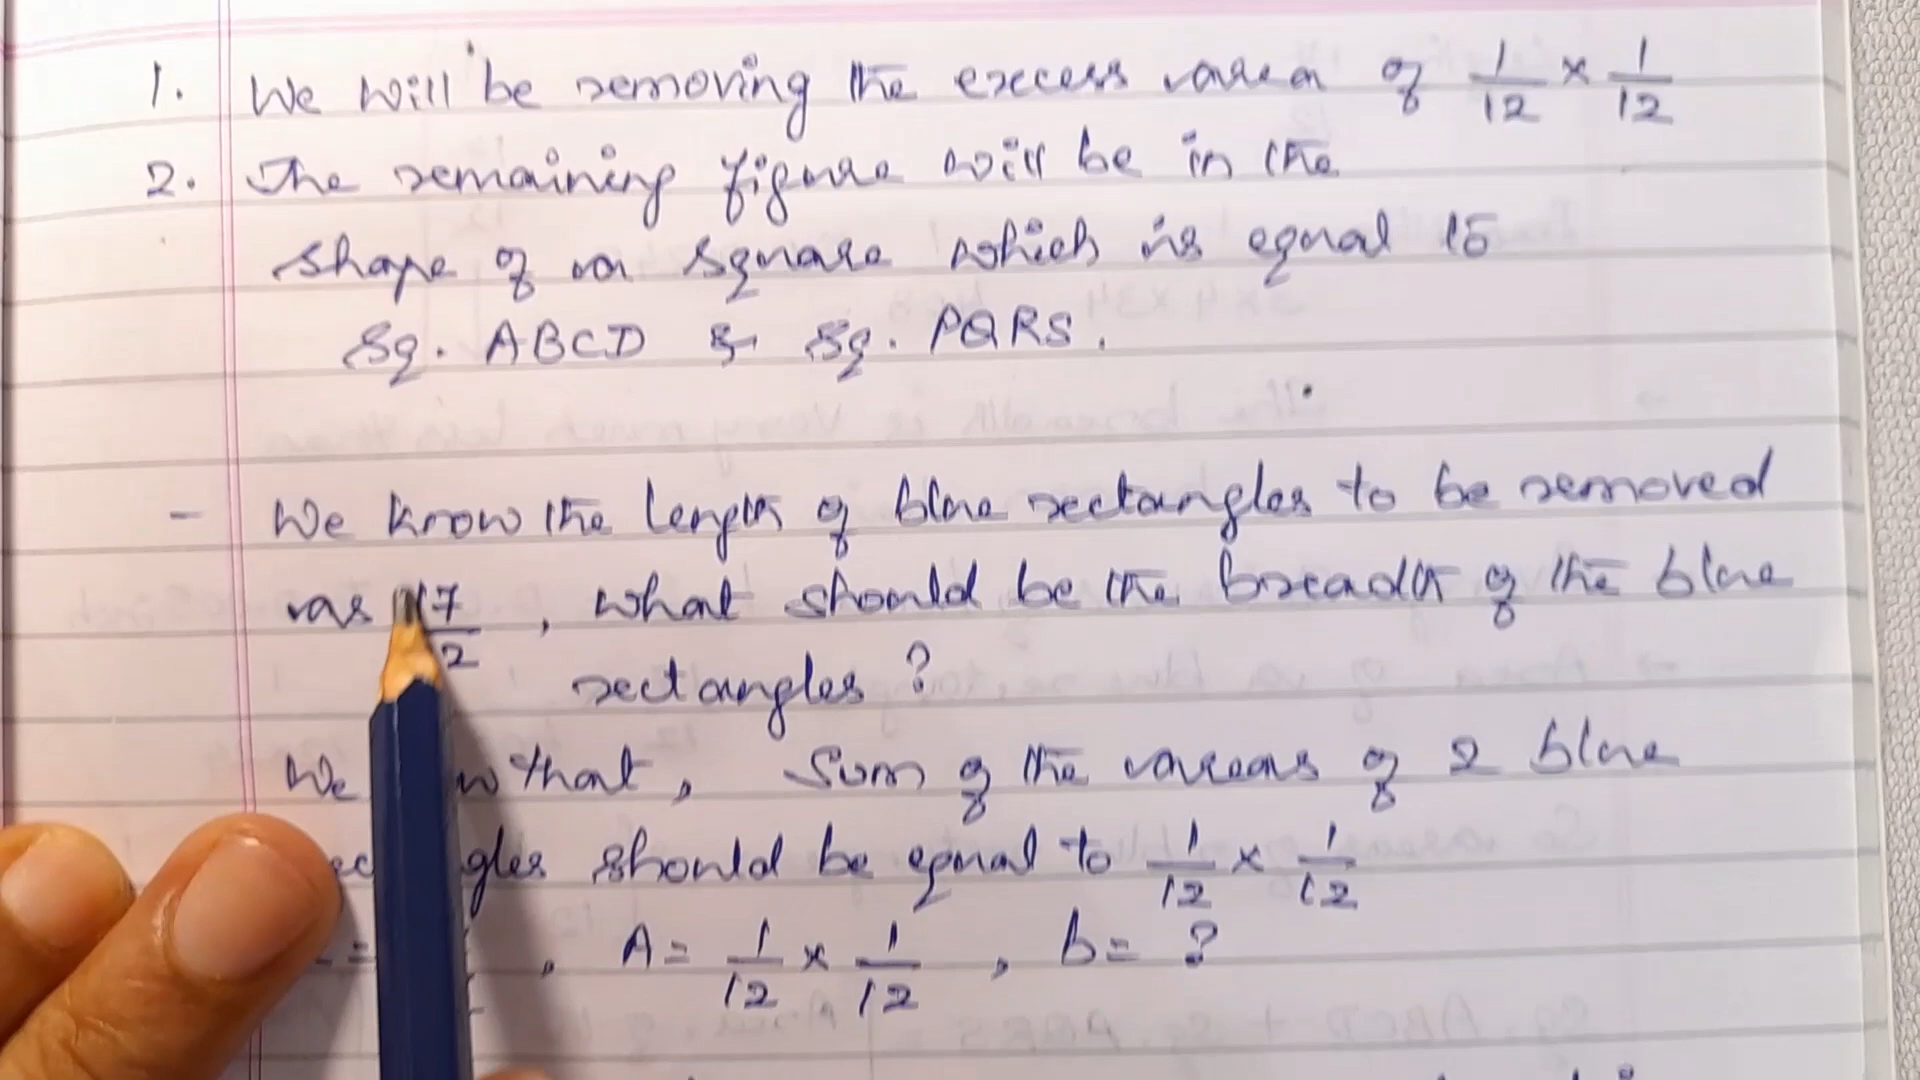 1. We will be removing the excess area of 1/12 × 1/12
2. The remaining figure will be in the
shape of a square which is equal to
Sq. ABCD & Sq. PQRS.
- We know the length of blue rectangles to be removed
as 17/12, what should be the breadth of the blue
rectangles?
We that, Sum of the areas of 2 blue
should be equal to 1/12 × 1/12
, A = 1/12 × 1/12, b = ?